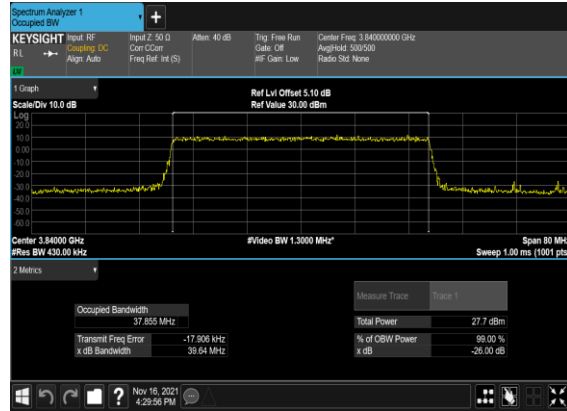 Spectrum Analyzer 1
Occupied BW
KEYSIGHT Input: RF Input Z: 50 Ω Atten: 40 dB Trig: Free Run Center Freq: 3.840000000 GHz
RL Coupling: DC Corr CCorr Gate: Off Avg|Hold: 500/500
Align: Auto Freq Ref: Int (S) #IF Gain: Low Radio Std: None
1 Graph
Ref Lvl Offset 5.10 dB
Scale/Div 10.0 dB Ref Value 30.00 dBm
Log
20.0
10.0
0.00
-10.0
-20.0
-30.0
-40.0
-50.0
-60.0
Center 3.84000 GHz #Video BW 1.3000 MHz* Span 80 MH
#Res BW 430.00 kHz Sweep 1.00 ms (1001 pts
2 Metrics
Measure Trace Trace 1
Occupied Bandwidth
37.855 MHz Total Power 27.7 dBm
Transmit Freq Error -17.906 kHz % of OBW Power 99.00 %
x dB Bandwidth 39.64 MHz x dB -26.00 dB
? Nov 16, 2021
4:29:56 PM